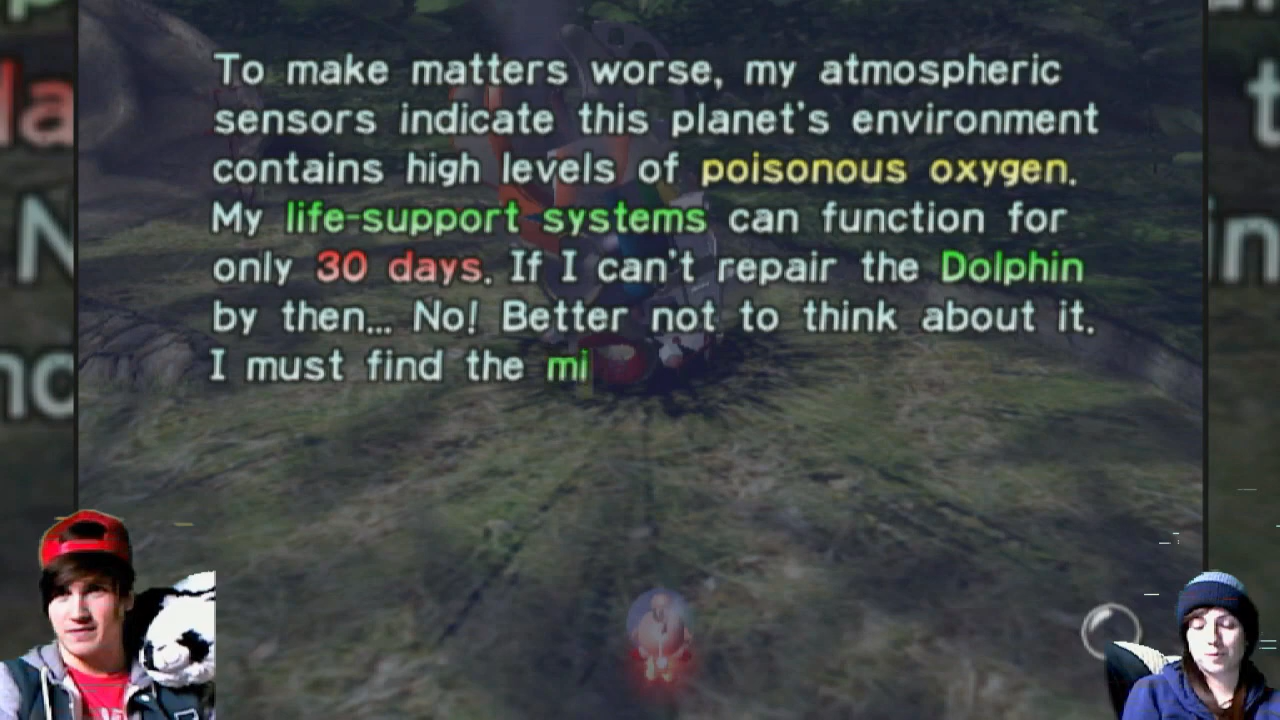 To make matters worse, my atmospheric
sensors indicate this planet's environment
contains high levels of poisonous oxygen.
My life-support systems can function for
only 30 days. If I can't repair the Dolphin
by then... No! Better not to think about it.
I must find the mi